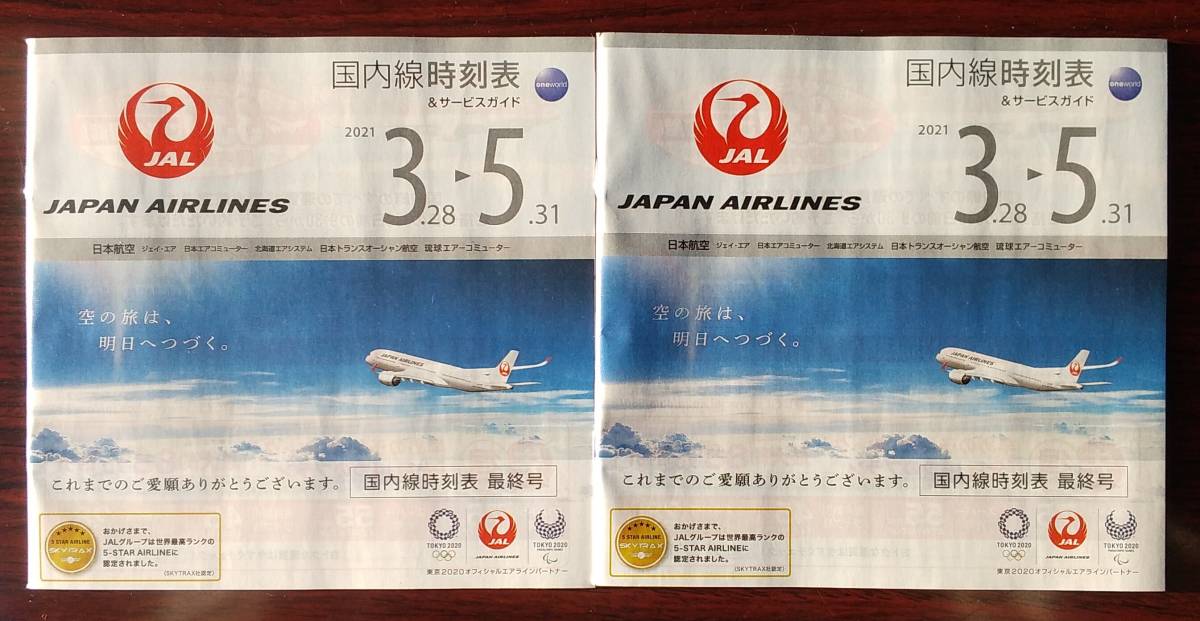 国内線時刻表
&サービスガイド
oneworld
JAL
2021
3.28▶5.31
JAPAN AIRLINES
日本航空 ジェイ・エア 日本エアコミューター 北海道エアシステム 日本トランスオーシャン航空 琉球エアーコミューター
空の旅は、
明日へつづく。
JAPAN AIRLINES
これまでのご愛願ありがとうございます。
国内線時刻表 最終号
5 STAR AIRLINE
SKYTRAX
おかげさまで、
JALグループは世界最高ランクの
5-STAR AIRLINEに
認定されました。
(SKYTRAX社認定)
TOKYO 2020
JAL
JAPAN AIRLINES
TOKYO 2020
PARALYMPIC GAMES
東京2020オフィシャルエアラインパートナー
国内線時刻表
&サービスガイド
oneworld
JAL
2021
3.28▶5.31
JAPAN AIRLINES
日本航空 ジェイ・エア 日本エアコミューター 北海道エアシステム 日本トランスオーシャン航空 琉球エアーコミューター
空の旅は、
明日へつづく。
JAPAN AIRLINES
これまでのご愛願ありがとうございます。
国内線時刻表 最終号
5 STAR AIRLINE
SKYTRAX
おかげさまで、
JALグループは世界最高ランクの
5-STAR AIRLINEに
認定されました。
(SKYTRAX社認定)
TOKYO 2020
JAL
JAPAN AIRLINES
TOKYO 2020
PARALYMPIC GAMES
東京2020オフィシャルエアラインパートナー